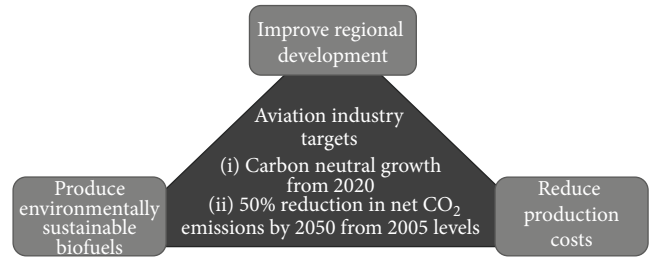 Improve regional
development
Aviation industry
targets
(i) Carbon neutral growth
from 2020
(ii) 50% reduction in net CO₂
emissions by 2050 from 2005 levels
Produce
environmentally
sustainable
biofuels
Reduce
production
costs